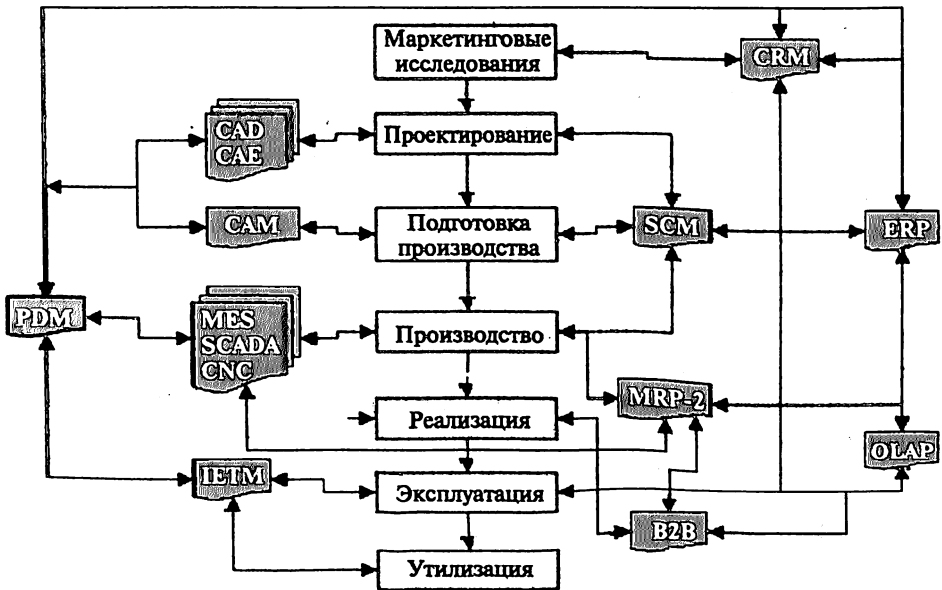 Маркетинговые
исследования
CRM
CAD
CAE
Проектирование
CAM
Подготовка
производства
SCM
ERP
PDM
MES
SCADA
CNC
Производство
MRP-2
Реализация
OLAP
IETM
Эксплуатация
B2B
Утилизация